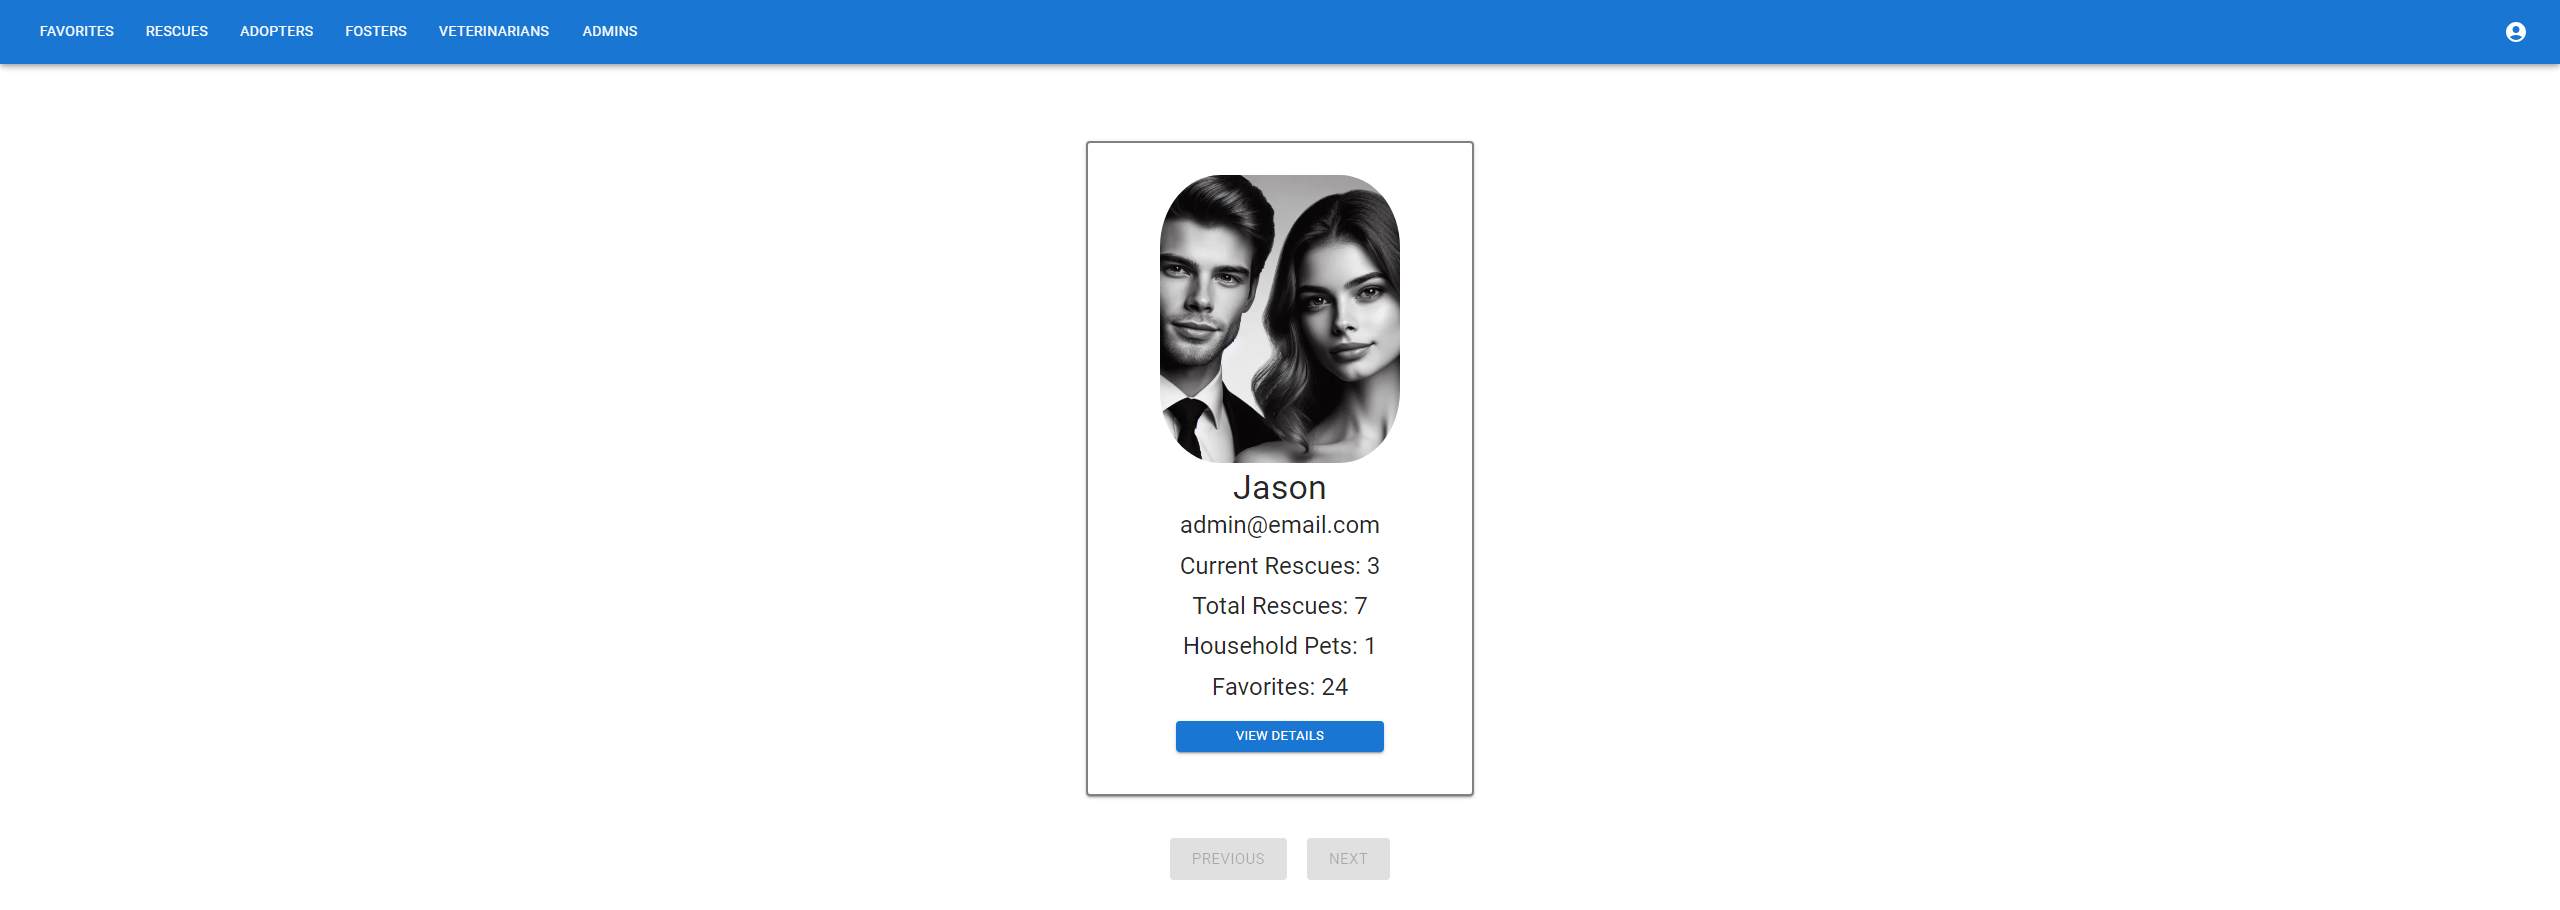 FAVORITES RESCUES ADOPTERS FOSTERS VETERINARIANS ADMINS
Jason
admin@email.com
Current Rescues: 3
Total Rescues: 7
Household Pets: 1
Favorites: 24
VIEW DETAILS
PREVIOUS NEXT